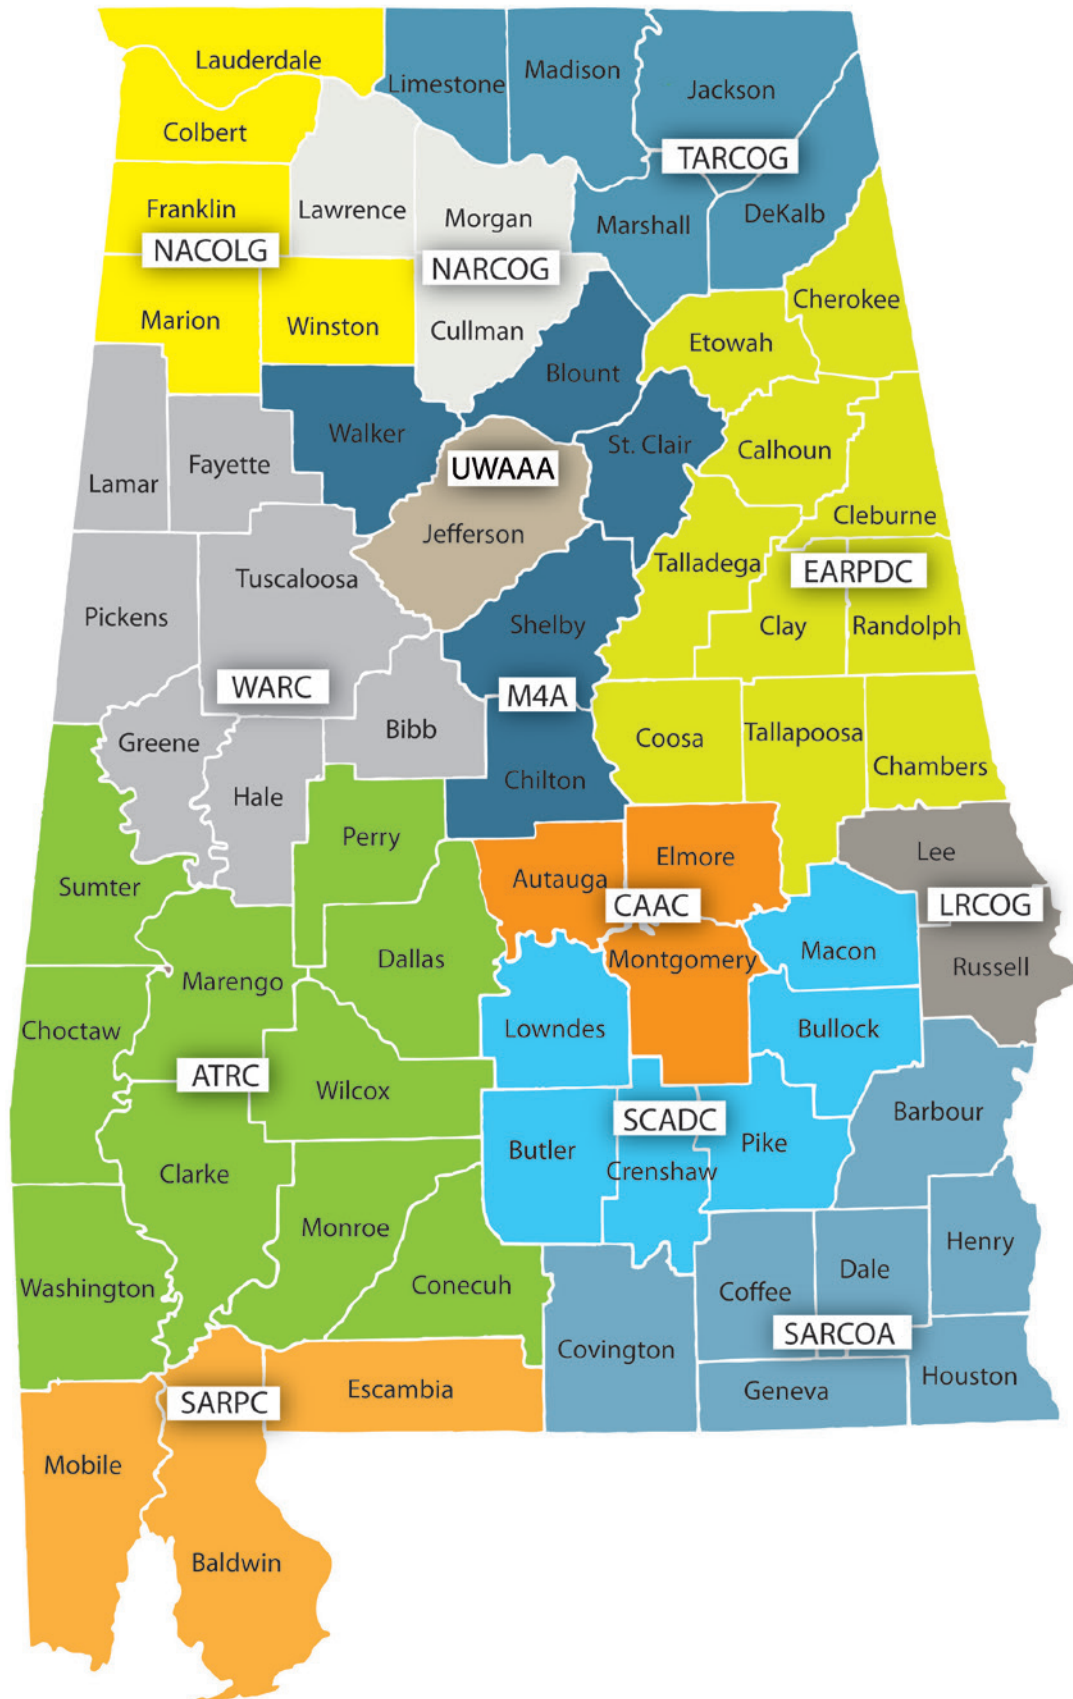 Lauderdale
Limestone
Madison
Jackson
Colbert
TARCOG
Franklin
Lawrence
Morgan
Marshall
DeKalb
NACOLG
NARCOG
Marion
Winston
Cullman
Cherokee
Etowah
Blount
Walker
St. Clair
Calhoun
Lamar
Fayette
UWAAA
Jefferson
Cleburne
Tuscaloosa
Talladega
EARPDC
Pickens
Shelby
Clay
Randolph
WARC
M4A
Greene
Bibb
Coosa
Tallapoosa
Chambers
Hale
Chilton
Perry
Elmore
Lee
Sumter
Autauga
CAAC
LRCOG
Dallas
Montgomery
Macon
Russell
Marengo
Choctaw
Lowndes
Bullock
ATRC
Wilcox
SCADC
Barbour
Butler
Crenshaw
Pike
Clarke
Monroe
Henry
Washington
Conecuh
Coffee
Dale
SARCOA
Covington
Geneva
Houston
SARPC
Escambia
Mobile
Baldwin